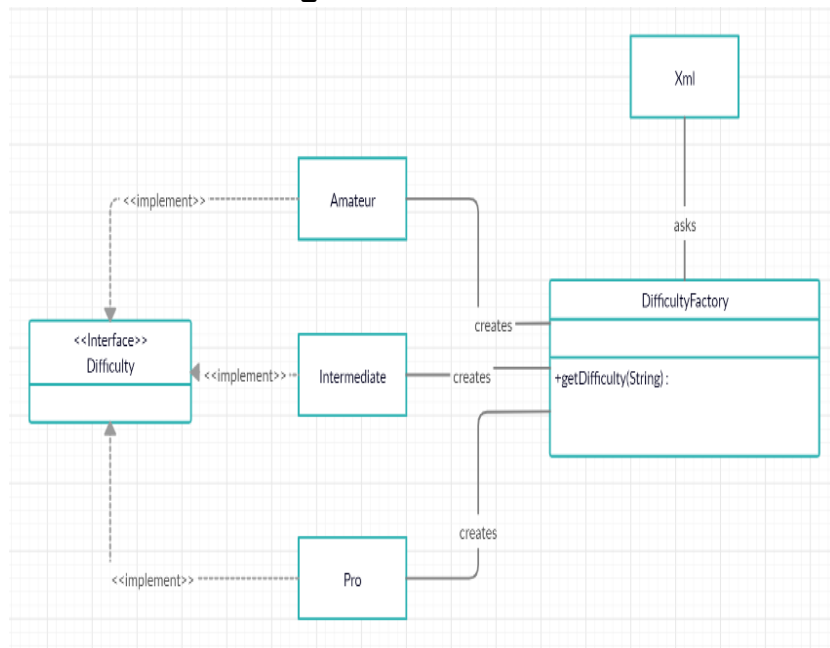 Xml
<<implement>>
Amateur
asks
DifficultyFactory
creates
<<Interface>>
Difficulty
<<implement>>
Intermediate
creates
+getDifficulty(String) :
creates
<<implement>>
Pro